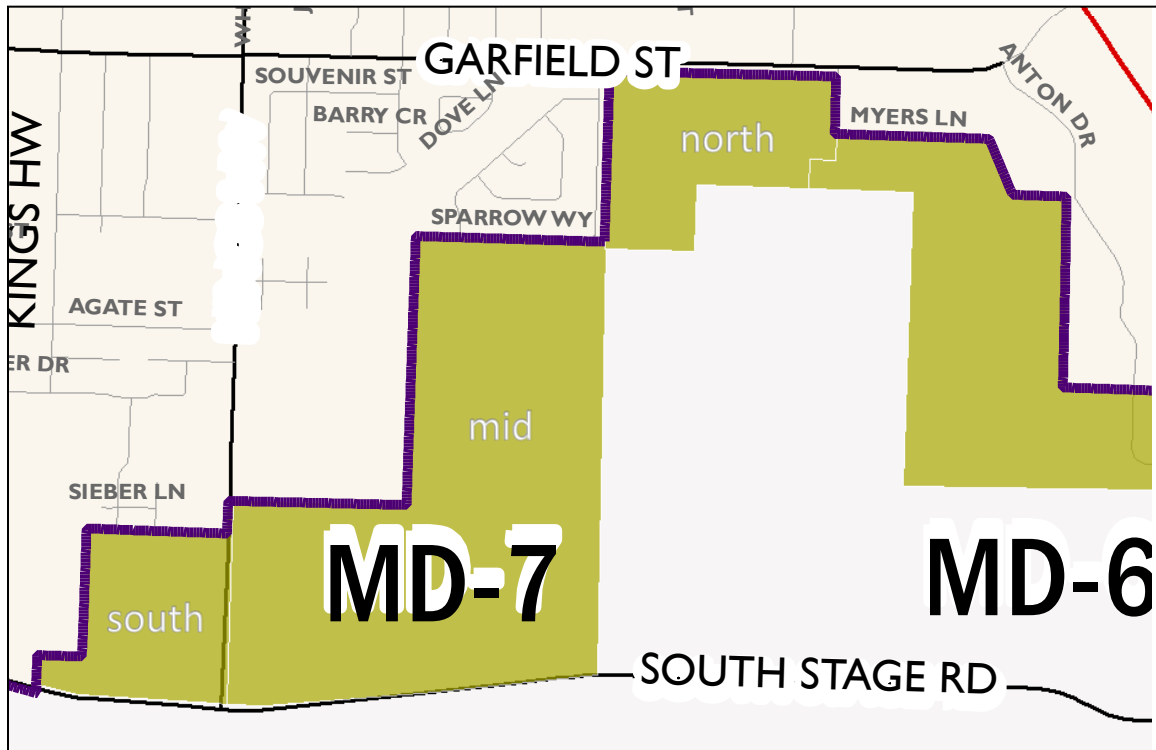 WH
GARFIELD ST
SOUVENIR ST
BARRY CR
DOVE LN
ANTON DR
MYERS LN
north
KINGS HW
SPARROW WY
AGATE ST
ER DR
mid
SIEBER LN
MD-7
MD-6
south
SOUTH STAGE RD